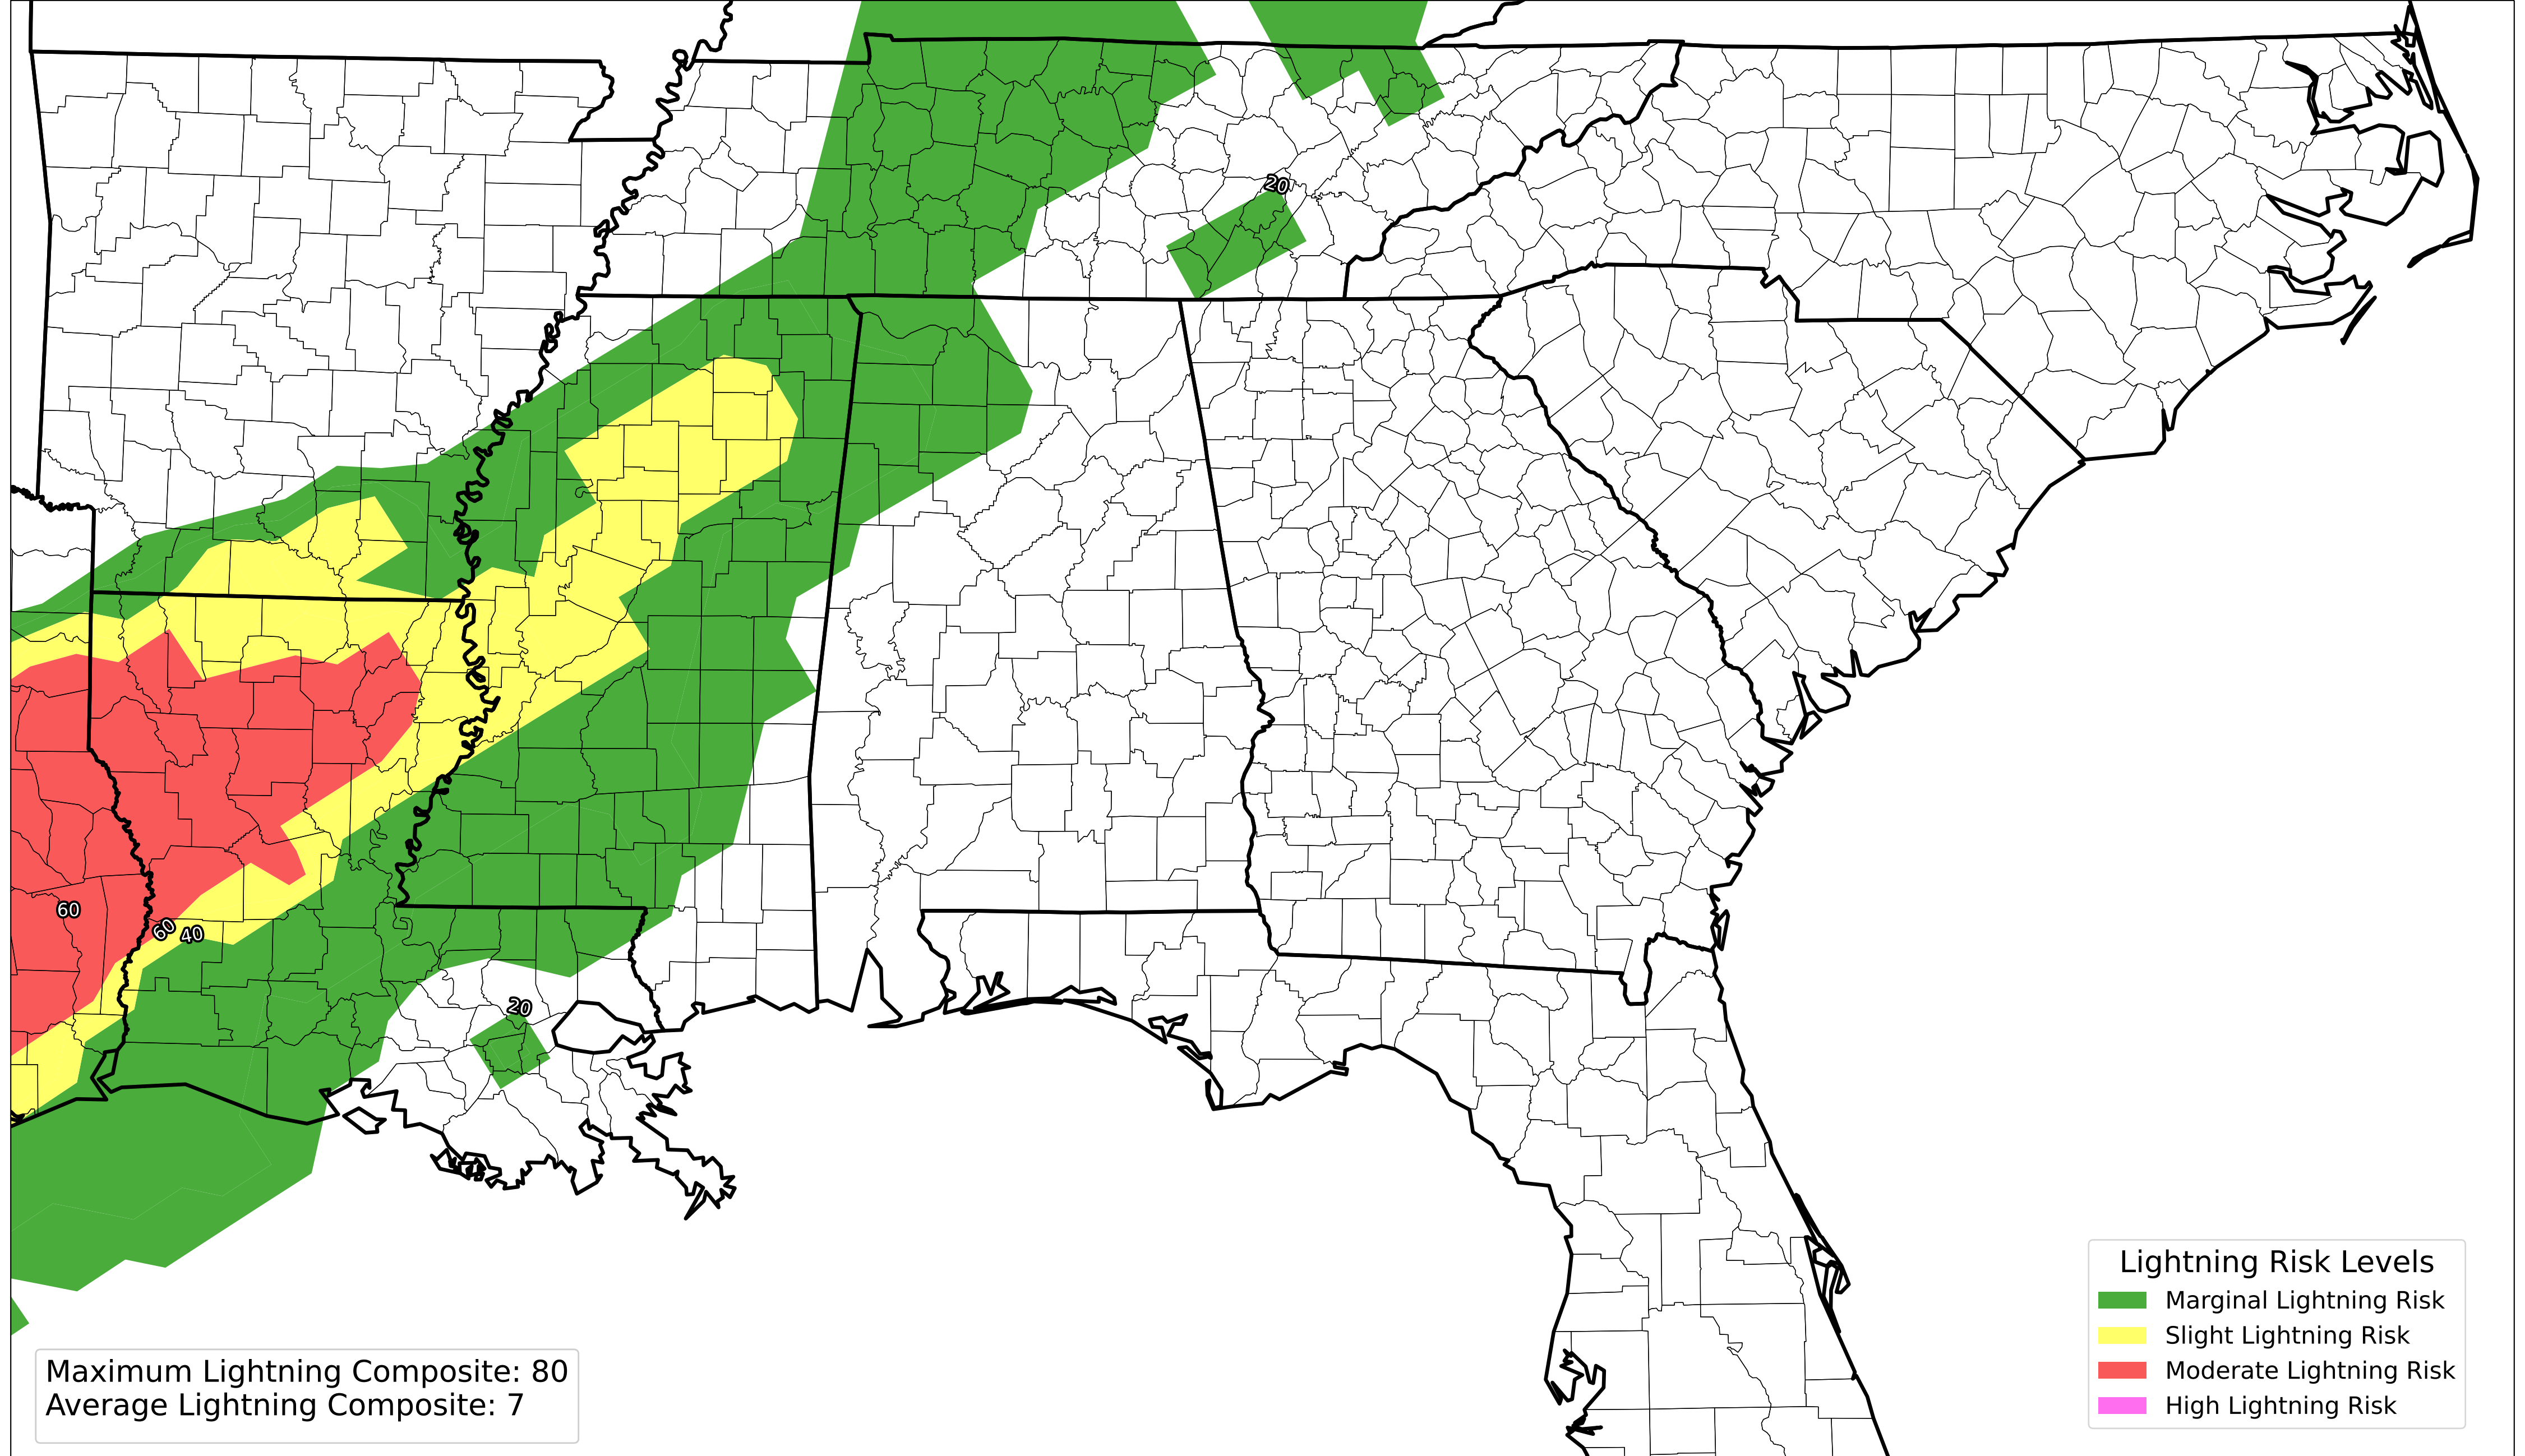 20
60
60
40
20
Lightning Risk Levels
Marginal Lightning Risk
Slight Lightning Risk
Moderate Lightning Risk
High Lightning Risk
Maximum Lightning Composite: 80
Average Lightning Composite: 7